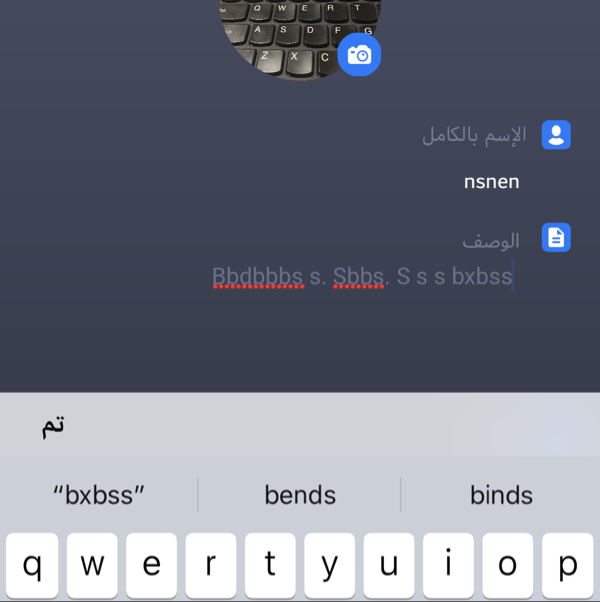 Q W E R T
A S D F G
Z X C
الإسم بالكامل
nsnen
الوصف
Bbdbbbs s. Sbbs. S s s bxbss
تم
“bxbss” bends binds
q w e r t y u i o p